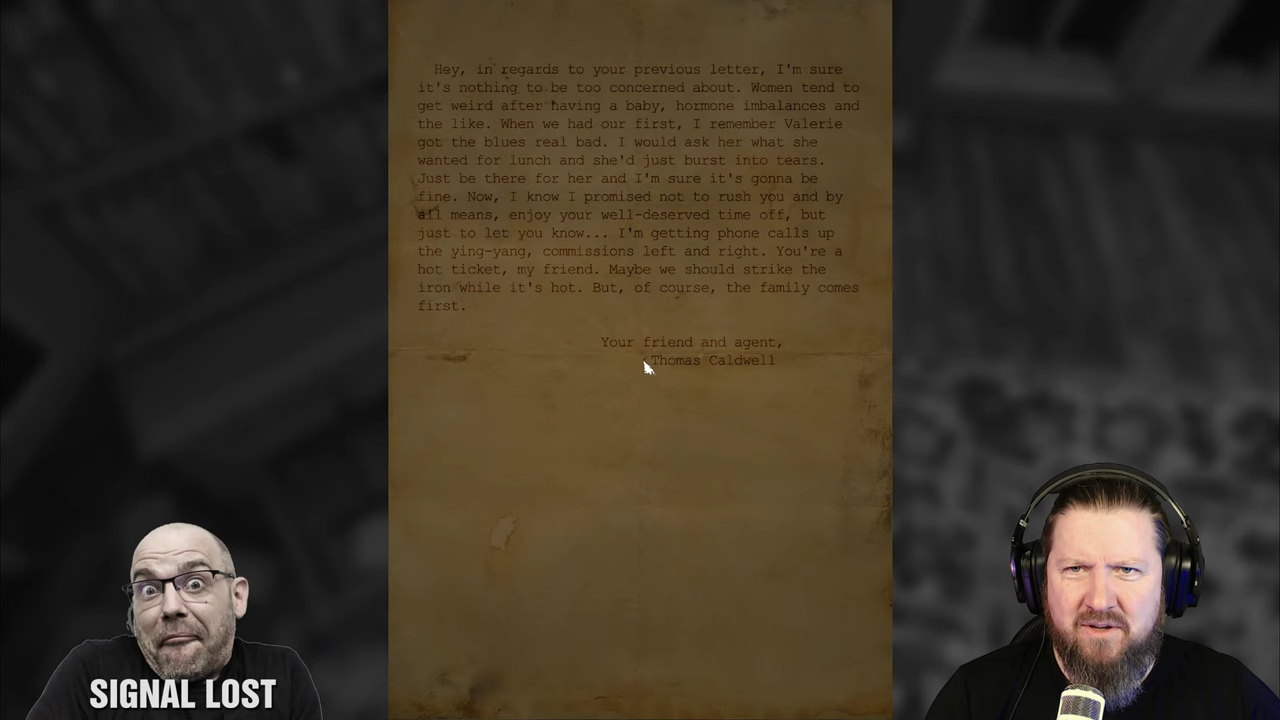 Hey, in regards to your previous letter, I'm sure
it's nothing to be too concerned about. Women tend to
get weird after having a baby, hormone imbalances and
the like. When we had our first, I remember Valerie
got the blues real bad. I would ask her what she
wanted for lunch and she'd just burst into tears.
Just be there for her and I'm sure it's gonna be
fine. Now, I know I promised not to rush you and by
all means, enjoy your well-deserved time off, but
just to let you know... I'm getting phone calls up
the ying-yang, commissions left and right. You're a
hot ticket, my friend. Maybe we should strike the
iron while it's hot. But, of course, the family comes
first.
Your friend and agent,
Thomas Caldwell
SIGNAL LOST